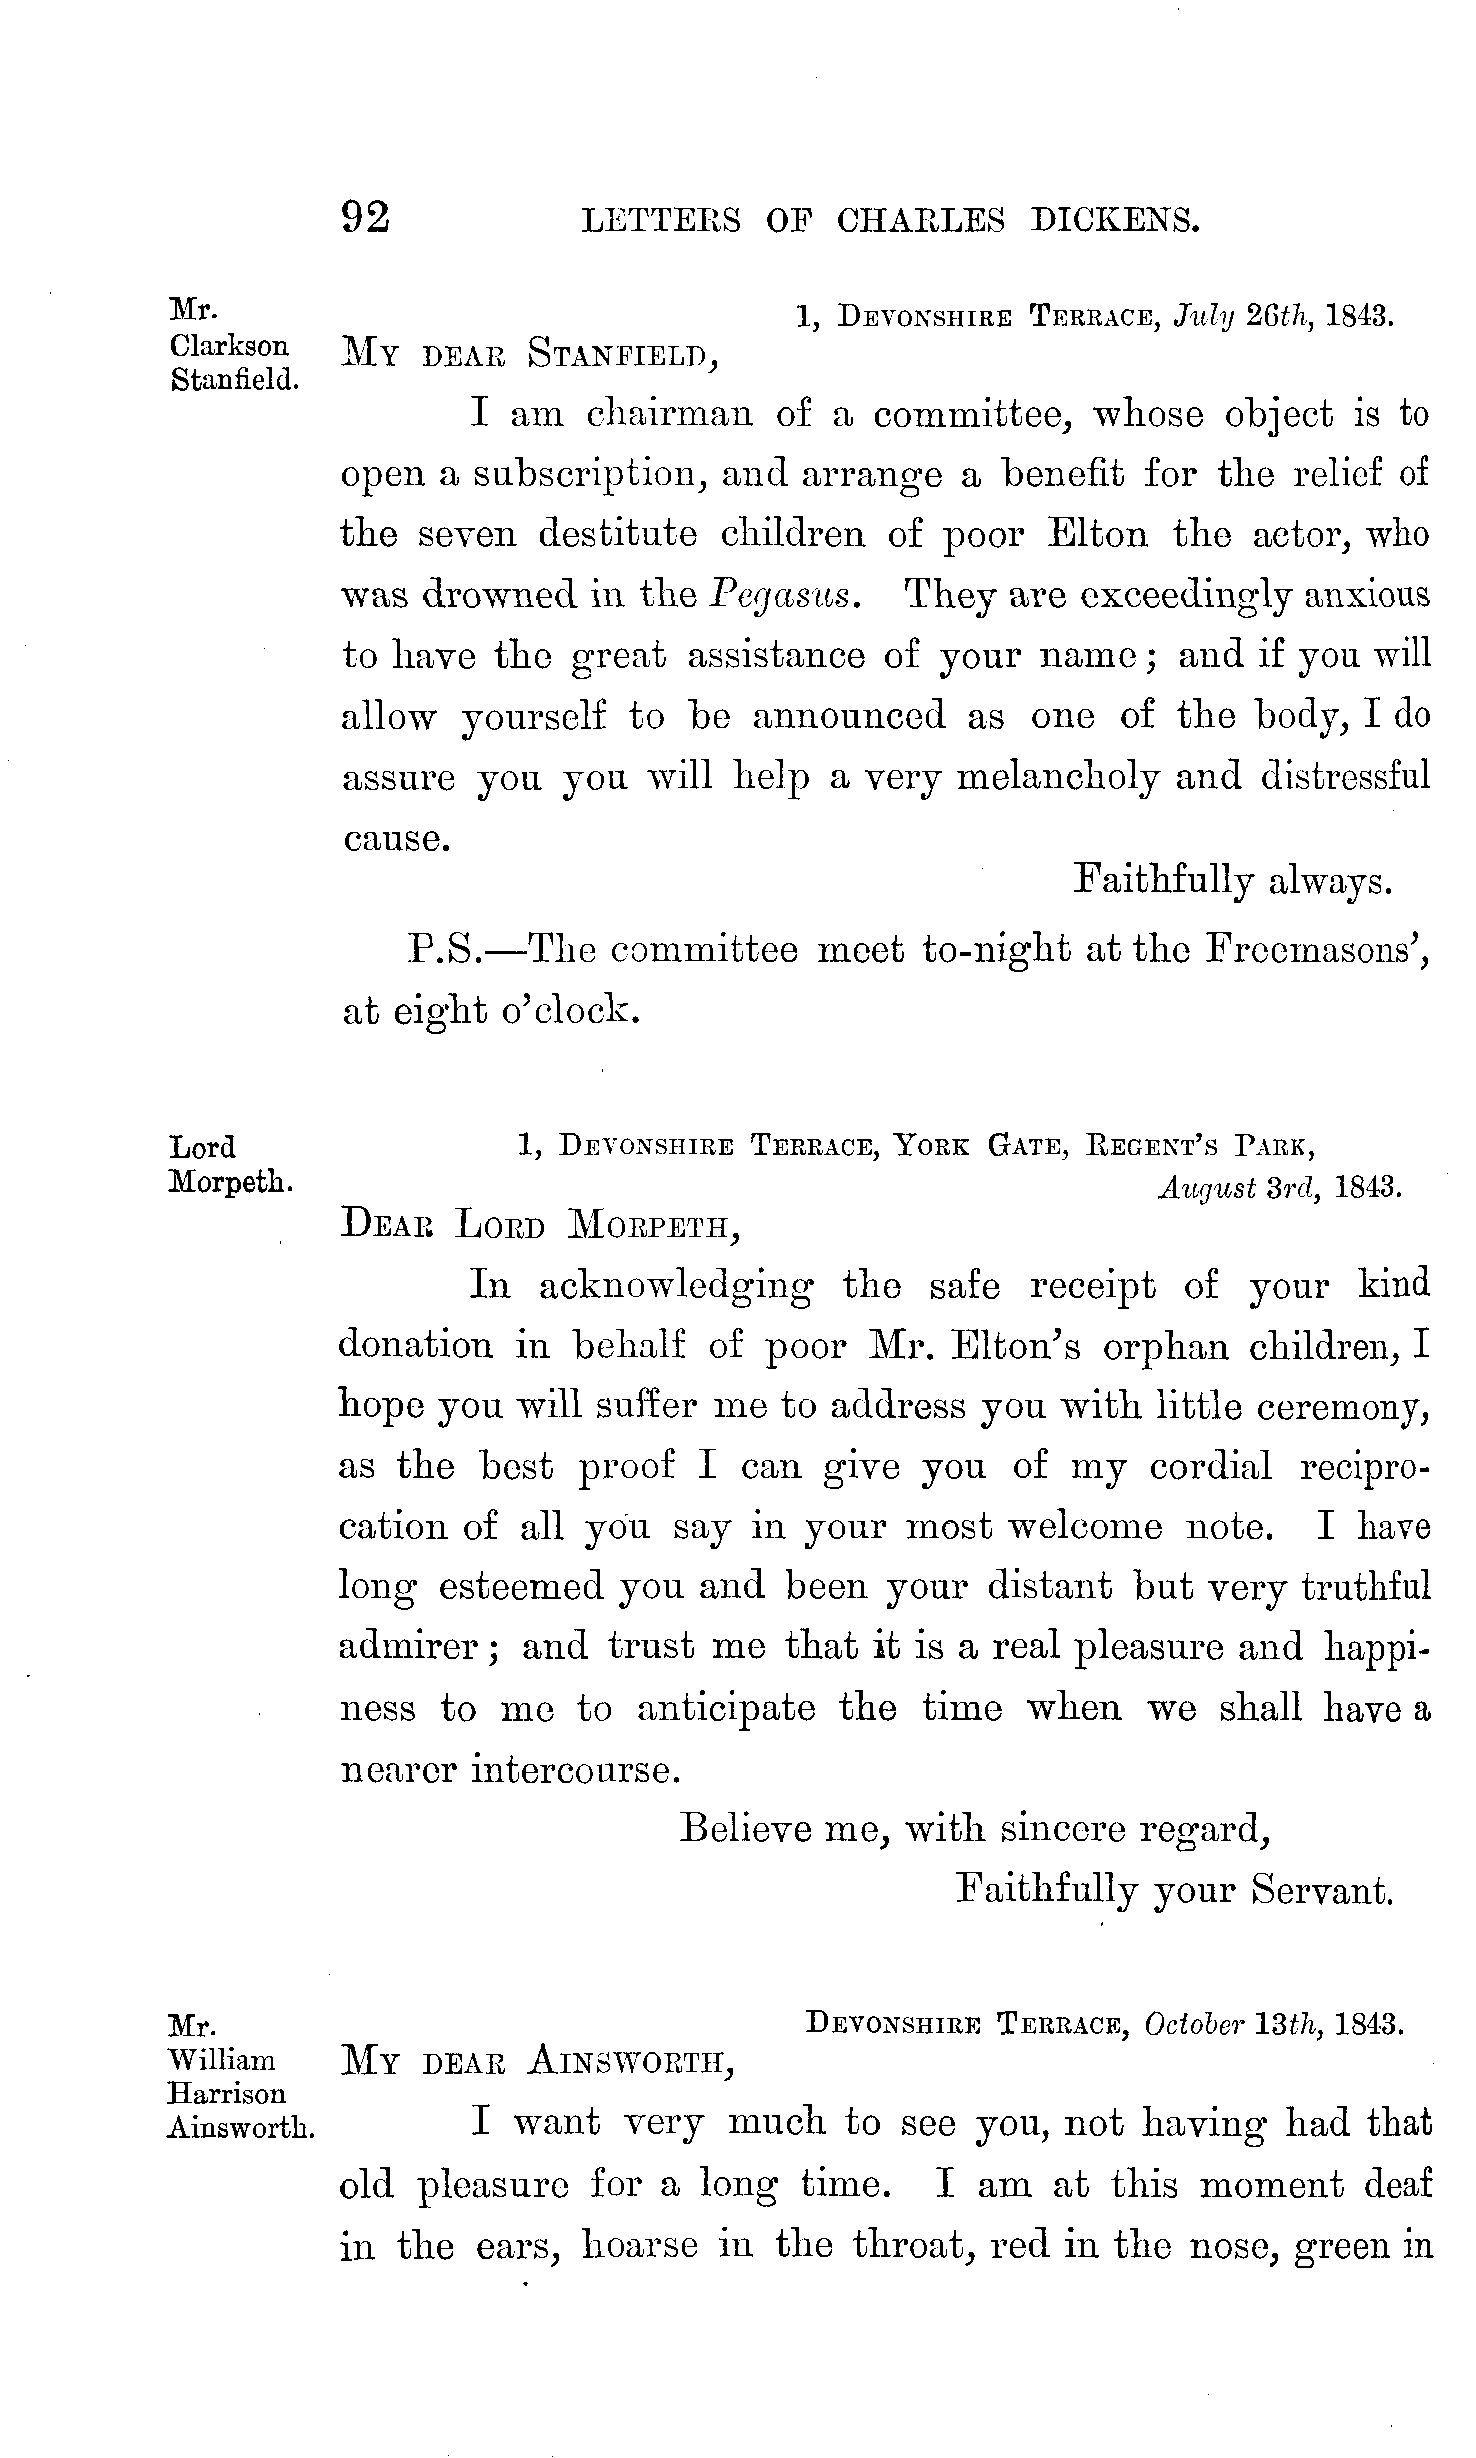 92 LETTERS OF CHARLES DICKENS.
Mr.
Clarkson
Stanfield.
1, Devonshire Terrace, July 26th, 1843.
My dear Stanfield,
I am chairman of a committee, whose object is to
open a subscription, and arrange a benefit for the relief of
the seven destitute children of poor Elton the actor, who
was drowned in the Pegasus. They are exceedingly anxious
to have the great assistance of your name; and if you will
allow yourself to be announced as one of the body, I do
assure you you will help a very melancholy and distressful
cause.
Faithfully always.
P.S.—The committee meet to-night at the Freemasons',
at eight o'clock.
Lord
Morpeth.
1, Devonshire Terrace, York Gate, Regent's Park,
August 3rd, 1843.
Dear Lord Morpeth,
In acknowledging the safe receipt of your kind
donation in behalf of poor Mr. Elton's orphan children, I
hope you will suffer me to address you with little ceremony,
as the best proof I can give you of my cordial recipro-
cation of all you say in your most welcome note. I have
long esteemed you and been your distant but very truthful
admirer; and trust me that it is a real pleasure and happi-
ness to me to anticipate the time when we shall have a
nearer intercourse.
Believe me, with sincere regard,
Faithfully your Servant.
Mr.
William
Harrison
Ainsworth.
Devonshire Terrace, October 13th, 1843.
My dear Ainsworth,
I want very much to see you, not having had that
old pleasure for a long time. I am at this moment deaf
in the ears, hoarse in the throat, red in the nose, green in